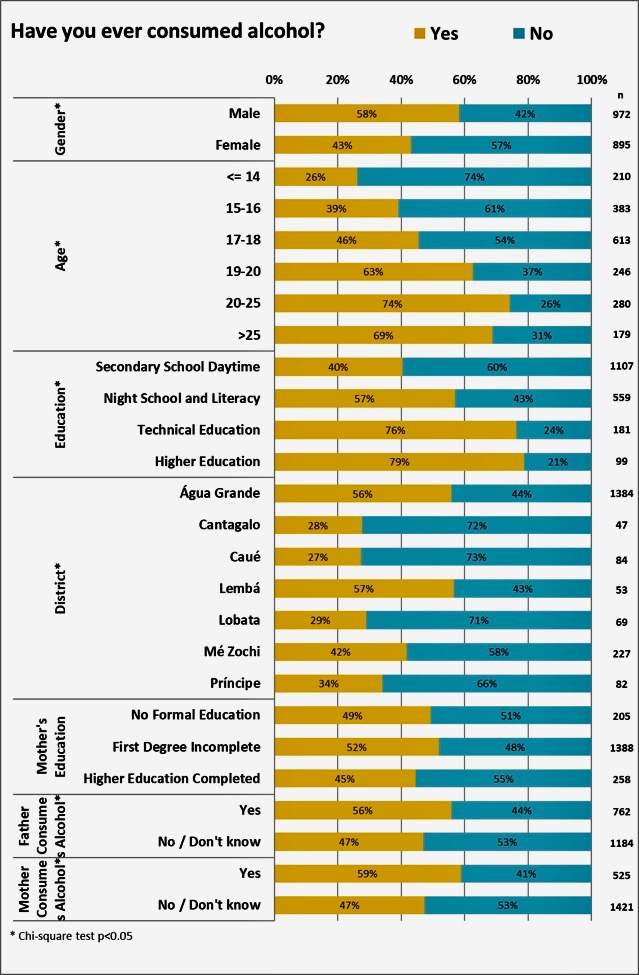 Have you ever consumed alcohol?
Yes No
0% 20% 40% 60% 80% 100%
n
Gender*
Male 58% 42% 972
Female 43% 57% 895
Age*
<= 14 26% 74% 210
15-16 39% 61% 383
17-18 46% 54% 613
19-20 63% 37% 246
20-25 74% 26% 280
>25 69% 31% 179
Education*
Secondary School Daytime 40% 60% 1107
Night School and Literacy 57% 43% 559
Technical Education 76% 24% 181
Higher Education 79% 21% 99
District*
Água Grande 56% 44% 1384
Cantagalo 28% 72% 47
Caué 27% 73% 84
Lembá 57% 43% 53
Lobata 29% 71% 69
Mé Zochi 42% 58% 227
Príncipe 34% 66% 82
Mother's
Education
No Formal Education 49% 51% 205
First Degree Incomplete 52% 48% 1388
Higher Education Completed 45% 55% 258
Father
Consume
s Alcohol*
Yes 56% 44% 762
No / Don't know 47% 53% 1184
Mother
Consume
s Alcohol*
Yes 59% 41% 525
No / Don't know 47% 53% 1421
* Chi-square test p<0.05